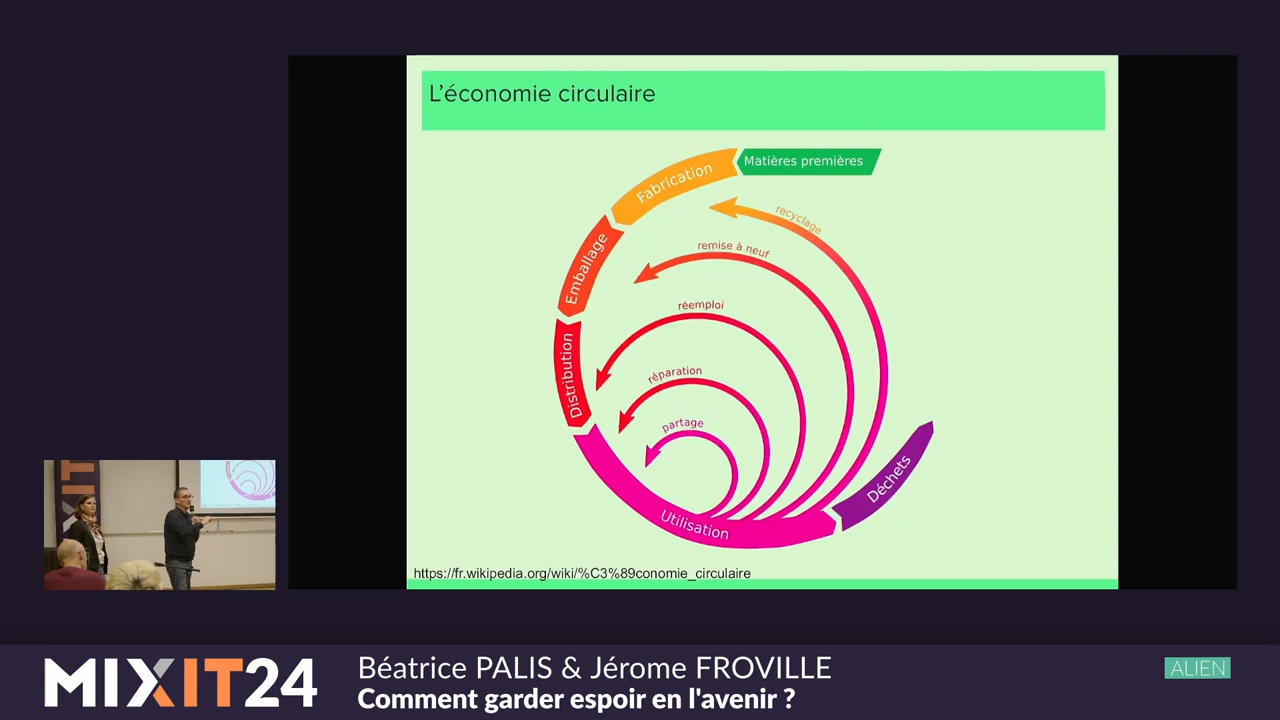 L'économie circulaire
Matières premières
Fabrication
recyclage
remise à neuf
Emballage
réemploi
Distribution
réparation
partage
Déchets
Utilisation
https://fr.wikipedia.org/wiki/%C3%89conomie_circulaire
XIT
MIXIT24
Béatrice PALIS & Jérome FROVILLE
Comment garder espoir en l'avenir ?
ALIEN